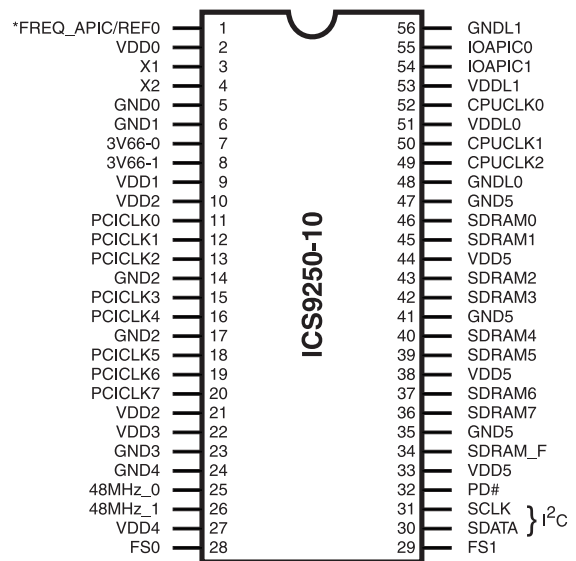 *FREQ_APIC/REF0 1 56 GNDL1
VDD0 2 55 IOAPIC0
X1 3 54 IOAPIC1
X2 4 53 VDDL1
GND0 5 52 CPUCLK0
GND1 6 51 VDDL0
3V66-0 7 50 CPUCLK1
3V66-1 8 49 CPUCLK2
VDD1 9 48 GNDL0
VDD2 10 47 GND5
PCICLK0 11 46 SDRAM0
PCICLK1 12 45 SDRAM1
PCICLK2 13 44 VDD5
GND2 14 43 SDRAM2
PCICLK3 15 42 SDRAM3
PCICLK4 16 41 GND5
GND2 17 40 SDRAM4
PCICLK5 18 39 SDRAM5
PCICLK6 19 38 VDD5
PCICLK7 20 37 SDRAM6
VDD2 21 36 SDRAM7
VDD3 22 35 GND5
GND3 23 34 SDRAM_F
GND4 24 33 VDD5
48MHz_0 25 32 PD#
48MHz_1 26 31 SCLK
VDD4 27 30 SDATA
FS0 28 29 FS1
ICS9250-10
} I²C